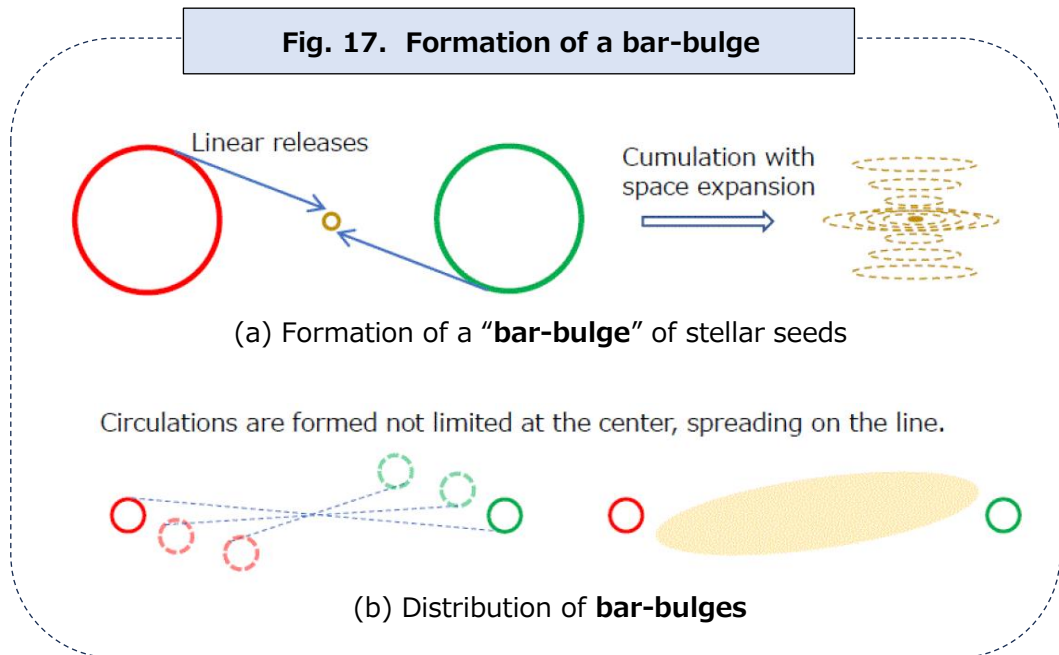 Fig. 17. Formation of a bar-bulge
Linear releases
Cumulation with
space expansion
(a) Formation of a “bar-bulge” of stellar seeds
Circulations are formed not limited at the center, spreading on the line.
(b) Distribution of bar-bulges